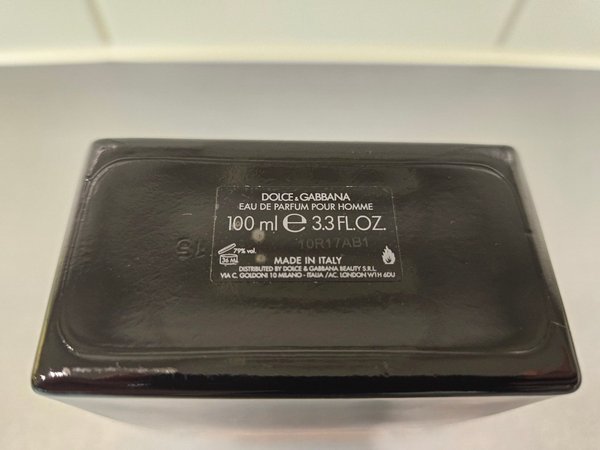 DOLCE&GABBANA
EAU DE PARFUM POUR HOMME
100 ml ℮ 3.3 FL.OZ.
10R17AB1
79% vol.
36 M
MADE IN ITALY
DISTRIBUTED BY DOLCE & GABBANA BEAUTY S.R.L.
VIA C. GOLDONI 10 MILANO - ITALIA /AC. LONDON W1H 6DU